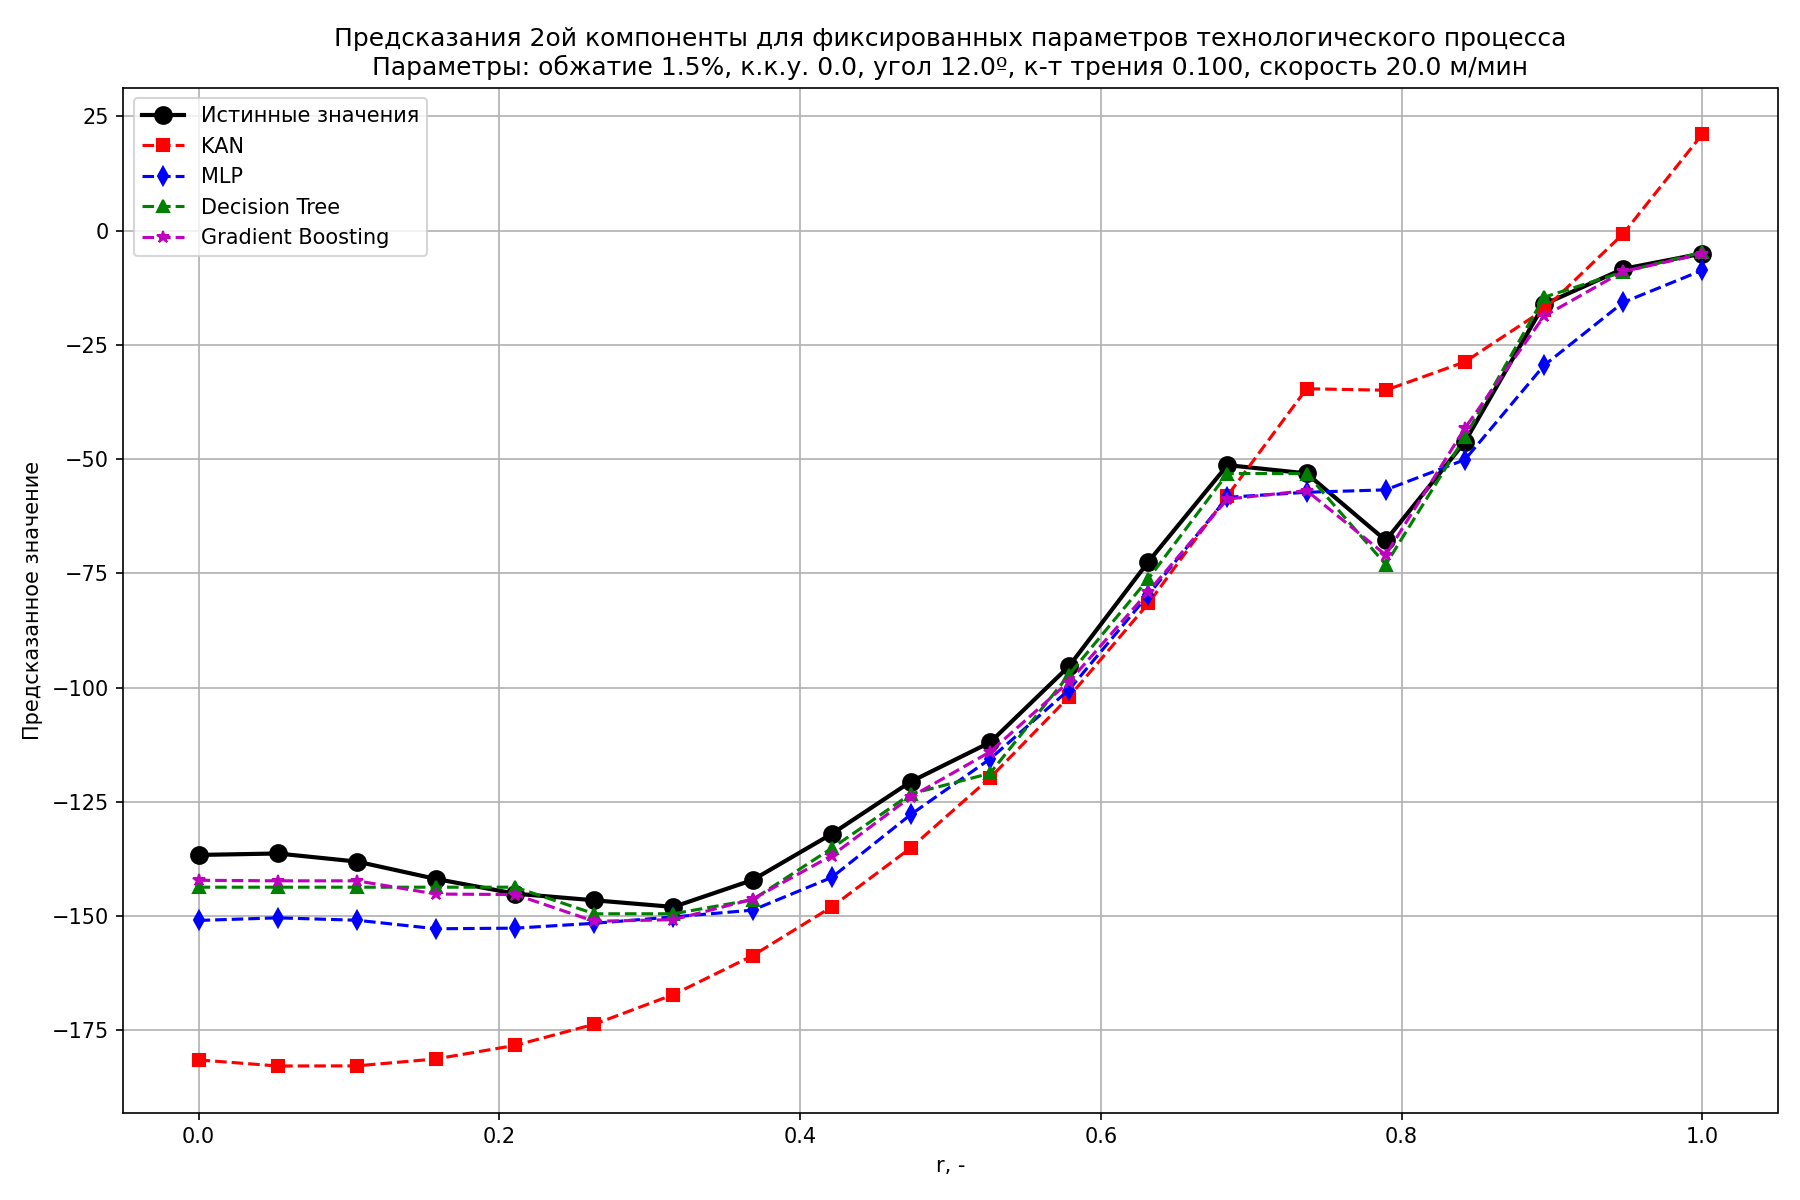 Предсказания 2ой компоненты для фиксированных параметров технологического процесса
Параметры: обжатие 1.5%, к.к.у. 0.0, угол 12.0º, к-т трения 0.100, скорость 20.0 м/мин
Истинные значения
KAN
MLP
Decision Tree
Gradient Boosting
Предсказанное значение
25
0
−25
−50
−75
−100
−125
−150
−175
0.0
0.2
0.4
0.6
0.8
1.0
r, -